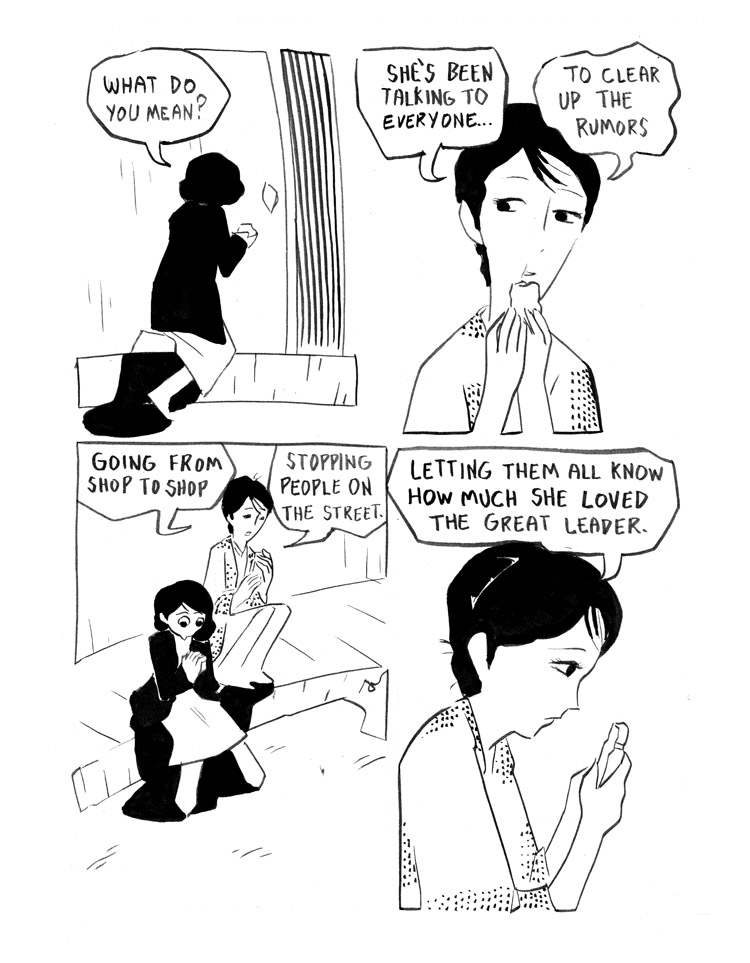 WHAT DO
YOU MEAN?
SHE'S BEEN
TALKING TO
EVERYONE...
TO CLEAR
UP THE
RUMORS
GOING FROM
SHOP TO SHOP
STOPPING
PEOPLE ON
THE STREET.
LETTING THEM ALL KNOW
HOW MUCH SHE LOVED
THE GREAT LEADER.